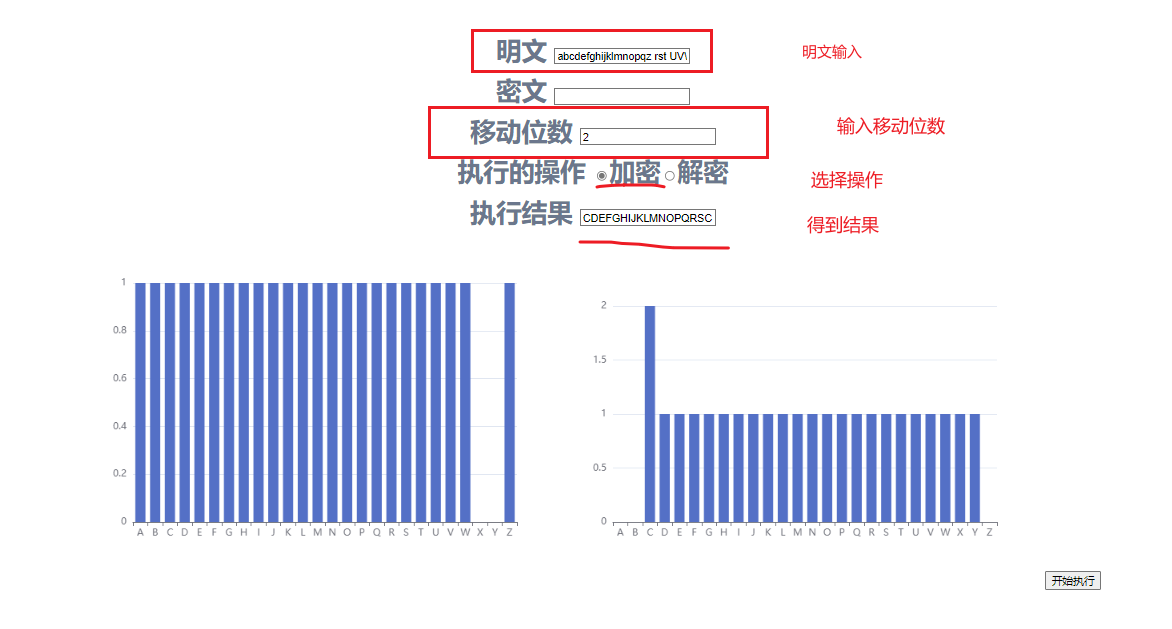 明文 abcdefghijklmnopqz rst UV\ 明文输入
密文
移动位数 2 输入移动位数
执行的操作 加密 解密 选择操作
执行结果 CDEFGHIJKLMNOPQRSC 得到结果
1
0.8
0.6
0.4
0.2
0
A B C D E F G H I J K L M N O P Q R S T U V W X Y Z
2
1.5
1
0.5
0
A B C D E F G H I J K L M N O P Q R S T U V W X Y Z
开始执行